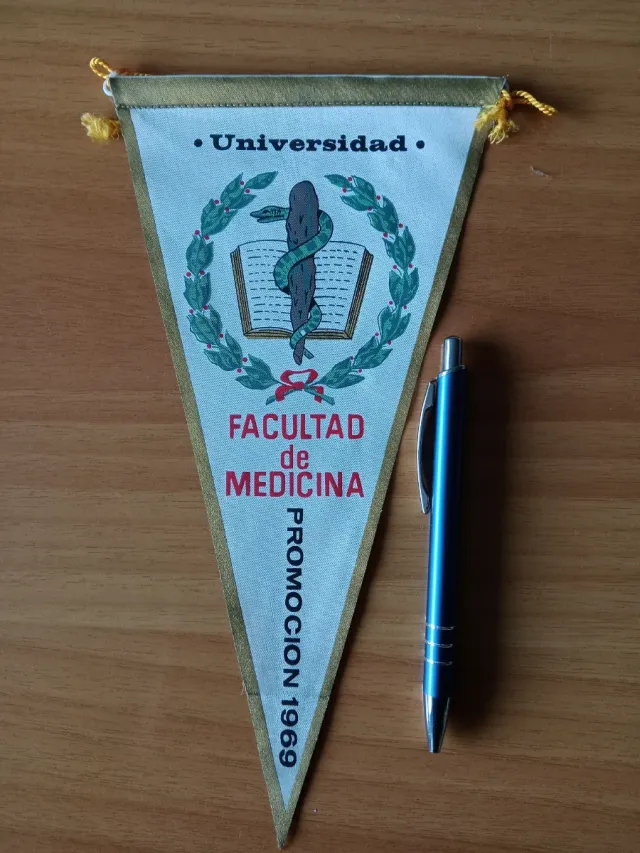 • Universidad •
FACULTAD
de
MEDICINA
PROMOCION 1969